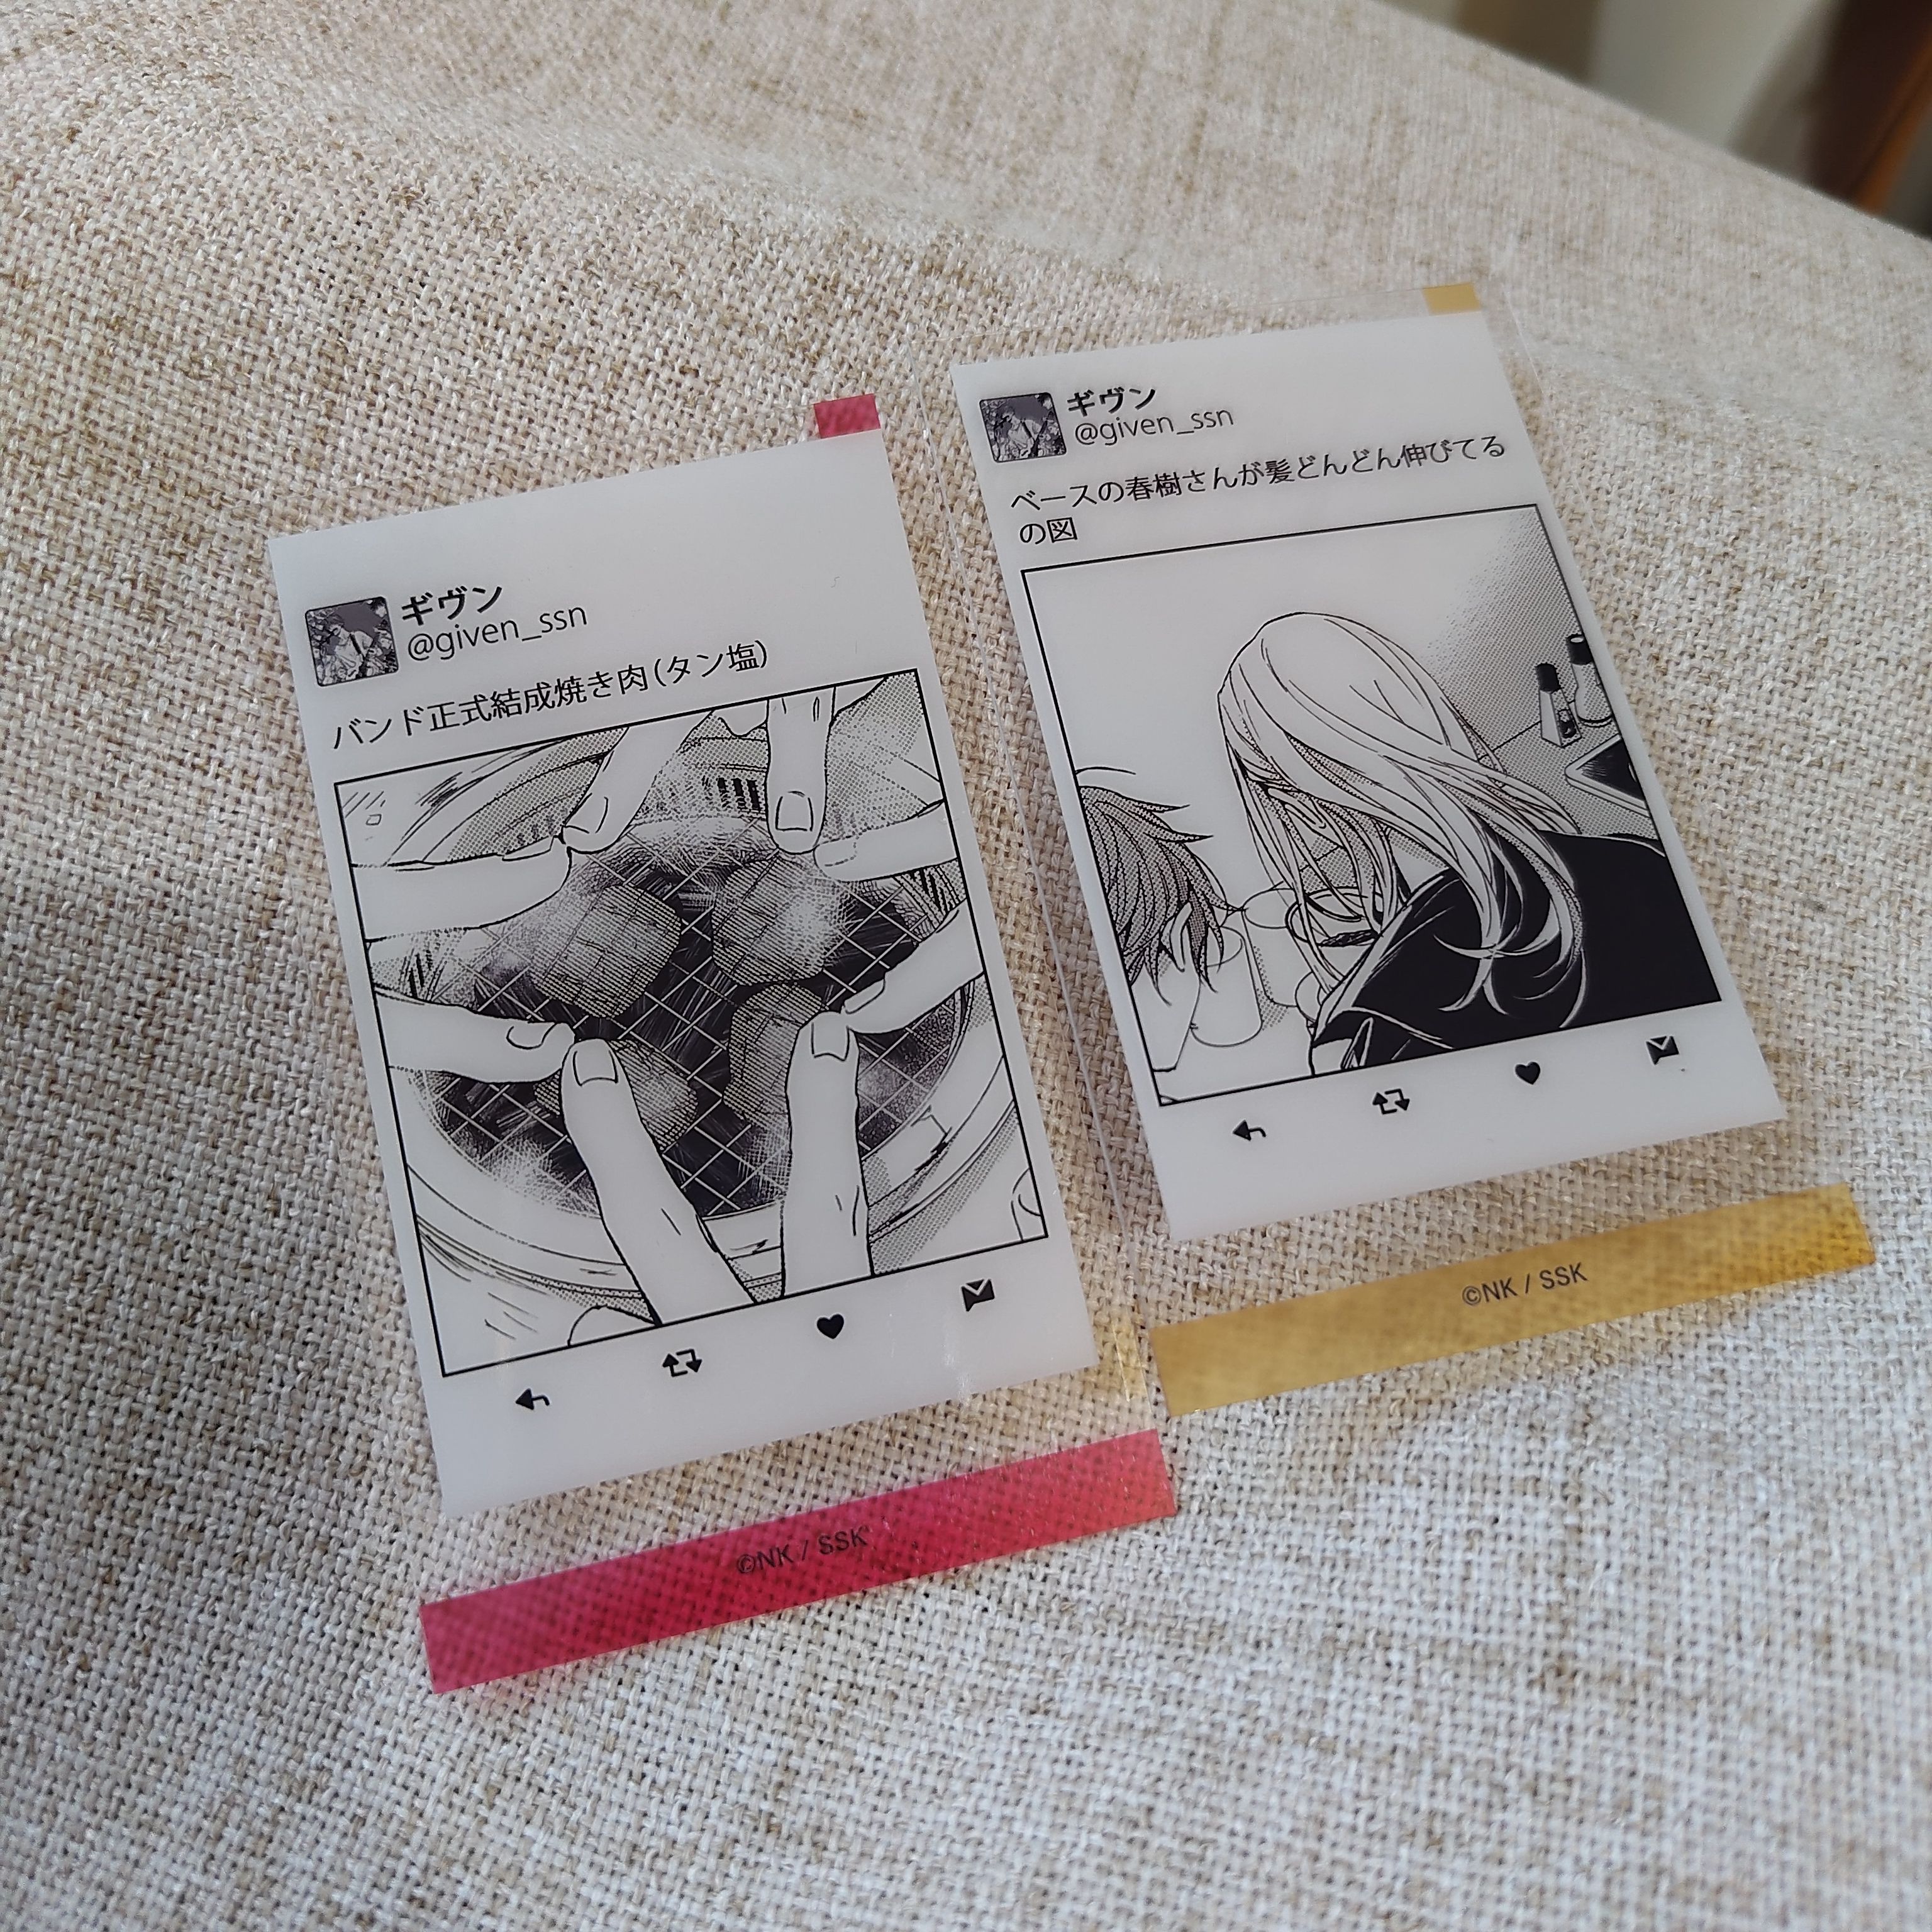 ギヴン
@given_ssn
バンド正式結成焼き肉(タン塩)
©NK / SSK
ギヴン
@given_ssn
ベースの春樹さんが髪どんどん伸びてる
の図
©NK / SSK